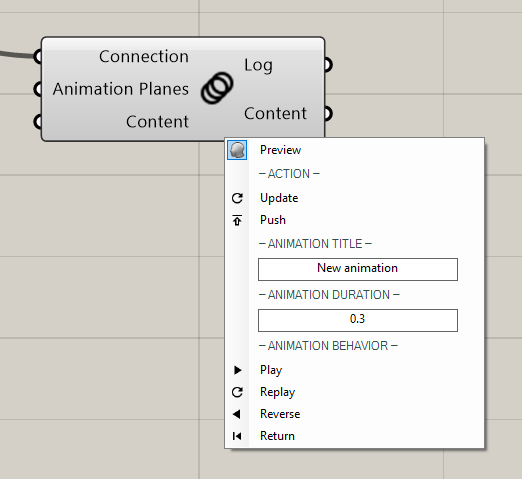 Connection
Animation Planes
Content
Log
Content
Preview
– ACTION –
Update
Push
– ANIMATION TITLE –
New animation
– ANIMATION DURATION –
0.3
– ANIMATION BEHAVIOR –
Play
Replay
Reverse
Return